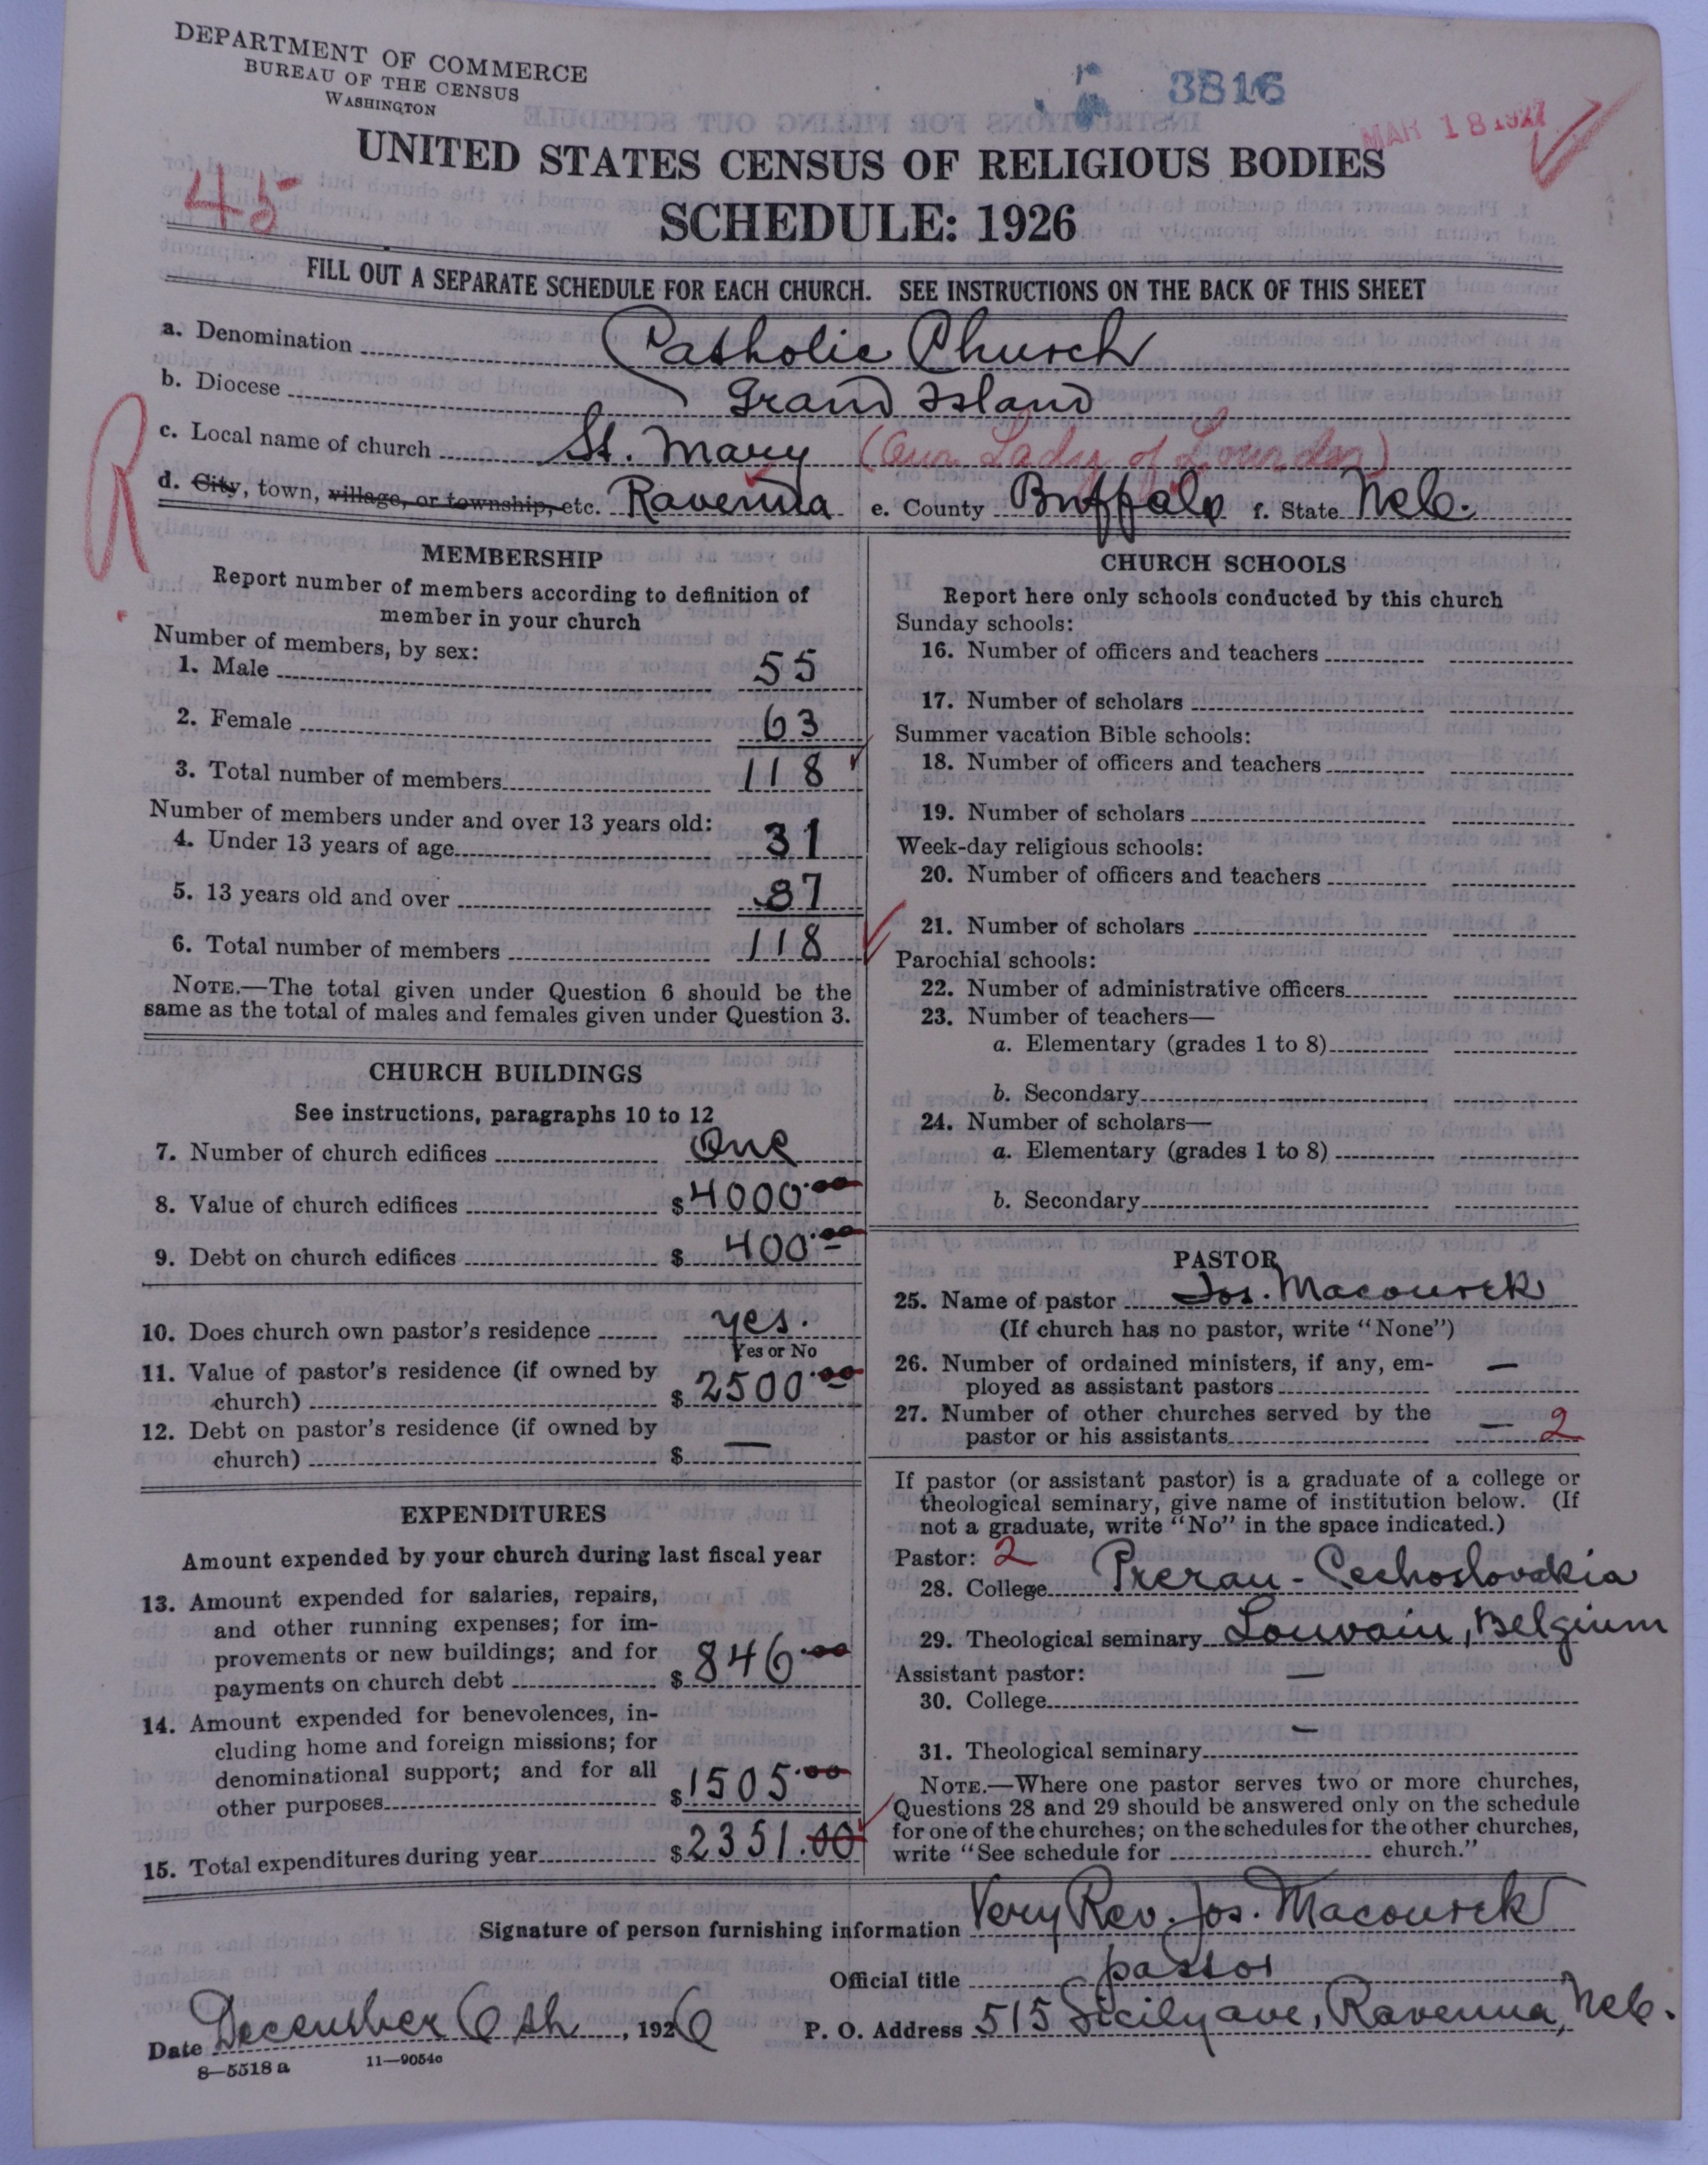 DEPARTMENT OF COMMERCE
BUREAU OF THE CENSUS
WASHINGTON
3816
MAR 18 1927
UNITED STATES CENSUS OF RELIGIOUS BODIES
45
SCHEDULE: 1926
FILL OUT A SEPARATE SCHEDULE FOR EACH CHURCH. SEE INSTRUCTIONS ON THE BACK OF THIS SHEET
a. Denomination Catholic Church
b. Diocese Grand Island
R
c. Local name of church St. Mary (Our Lady of Lourdes)
d. City, town, village, or township, etc. Ravenna e. County Buffalo f. State Neb.
MEMBERSHIP
Report number of members according to definition of
member in your church
Number of members, by sex:
1. Male 55
2. Female 63
3. Total number of members 118
Number of members under and over 13 years old:
4. Under 13 years of age 31
5. 13 years old and over 87
6. Total number of members 118
NOTE.—The total given under Question 6 should be the
same as the total of males and females given under Question 3.
CHURCH BUILDINGS
See instructions, paragraphs 10 to 12
7. Number of church edifices One
8. Value of church edifices $4000.00
9. Debt on church edifices $ 400.00
10. Does church own pastor's residence yes.
Yes or No
11. Value of pastor's residence (if owned by
church) $ 2500.00
12. Debt on pastor's residence (if owned by
church) $ —
EXPENDITURES
Amount expended by your church during last fiscal year
13. Amount expended for salaries, repairs,
and other running expenses; for im-
provements or new buildings; and for
payments on church debt $ 846.00
14. Amount expended for benevolences, in-
cluding home and foreign missions; for
denominational support; and for all
other purposes $1505.00
15. Total expenditures during year $2351.00
CHURCH SCHOOLS
Report here only schools conducted by this church
Sunday schools:
16. Number of officers and teachers
17. Number of scholars
Summer vacation Bible schools:
18. Number of officers and teachers
19. Number of scholars
Week-day religious schools:
20. Number of officers and teachers
21. Number of scholars
Parochial schools:
22. Number of administrative officers
23. Number of teachers—
a. Elementary (grades 1 to 8)
b. Secondary
24. Number of scholars—
a. Elementary (grades 1 to 8)
b. Secondary
PASTOR
25. Name of pastor Jos. Macourek
(If church has no pastor, write "None")
26. Number of ordained ministers, if any, em-
ployed as assistant pastors —
27. Number of other churches served by the
pastor or his assistants — 2
If pastor (or assistant pastor) is a graduate of a college or
theological seminary, give name of institution below. (If
not a graduate, write "No" in the space indicated.)
Pastor: 2
28. College Prerau - Cechoslovakia
29. Theological seminary Louvain, Belgium
Assistant pastor: —
30. College
—
31. Theological seminary
NOTE.—Where one pastor serves two or more churches,
Questions 28 and 29 should be answered only on the schedule
for one of the churches; on the schedules for the other churches,
write "See schedule for church."
Signature of person furnishing information Very Rev. Jos. Macourek
Official title pastor
Date December 6th, 1926 P. O. Address 515 Sicily ave, Ravenna, Neb.
8—5518 a 11—9054c